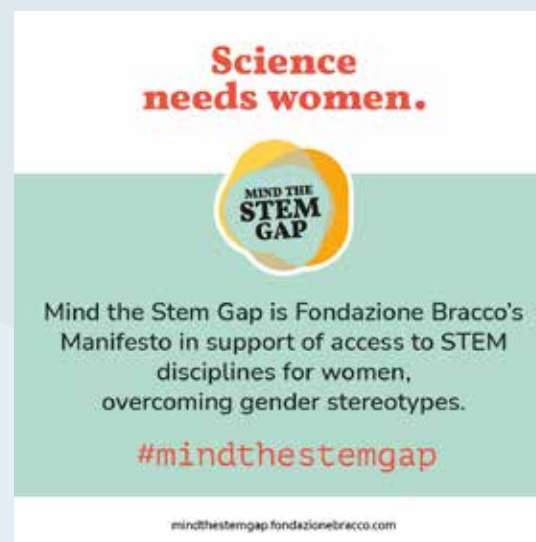 Science
needs women.
MIND THE
STEM
GAP
Mind the Stem Gap is Fondazione Bracco's
Manifesto in support of access to STEM
disciplines for women,
overcoming gender stereotypes.
#mindthestemgap
mindthestemgap.fondazionebracco.com